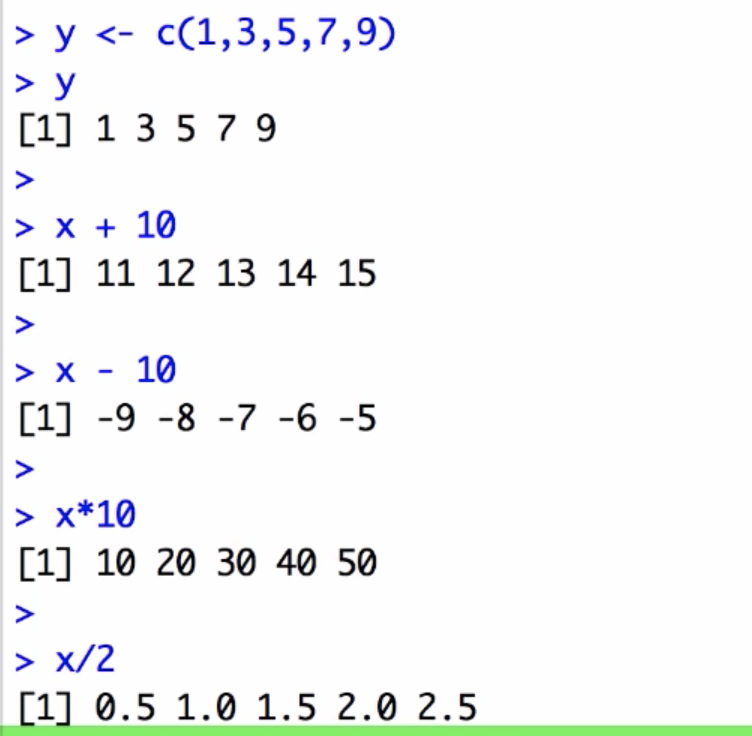 > y <- c(1,3,5,7,9)
> y
[1] 1 3 5 7 9
>
> x + 10
[1] 11 12 13 14 15
>
> x - 10
[1] -9 -8 -7 -6 -5
>
> x*10
[1] 10 20 30 40 50
>
> x/2
[1] 0.5 1.0 1.5 2.0 2.5